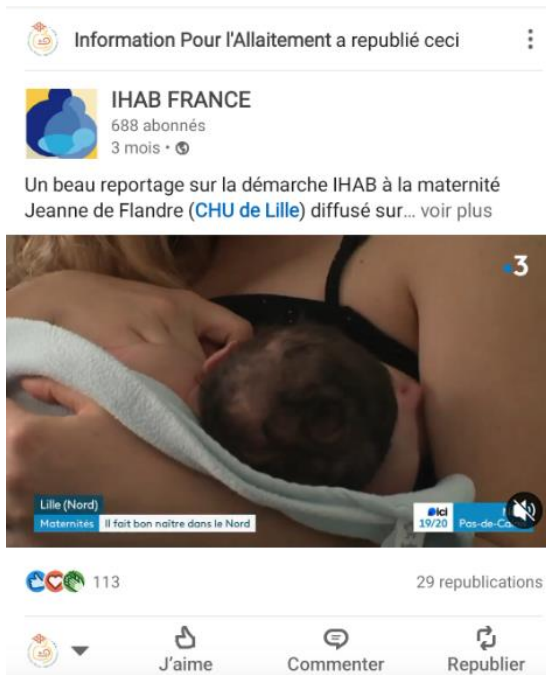 Information Pour l'Allaitement a republié ceci
IHAB FRANCE
688 abonnés
3 mois •
Un beau reportage sur la démarche IHAB à la maternité
Jeanne de Flandre (CHU de Lille) diffusé sur... voir plus
3
Lille (Nord)
Maternités Il fait bon naître dans le Nord
ici
19/20 Pas-de-Ca
113
29 republications
J'aime
Commenter
Republier